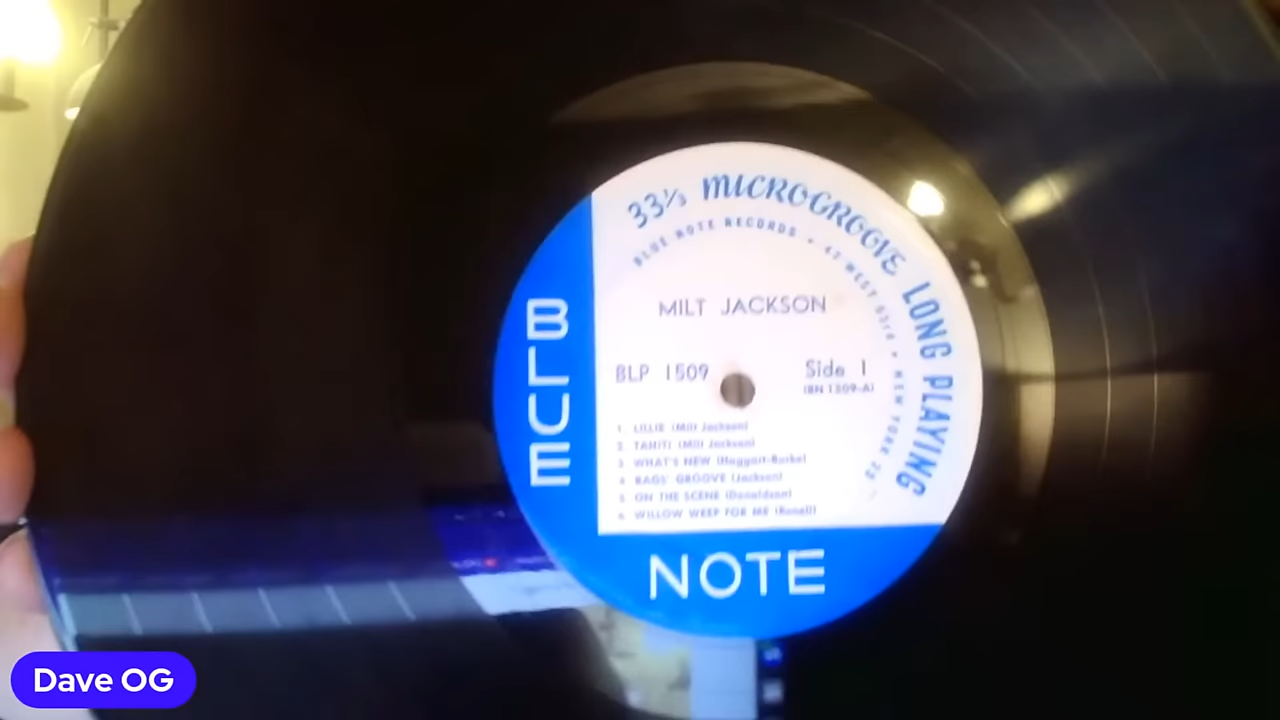 33⅓ MICROGROOVE LONG PLAYING
BLUE NOTE RECORDS • 47 WEST 63rd • NEW YORK 23
MILT JACKSON
BLP 1509
Side 1
(BN 1509-A)
1. LILLIE (Milt Jackson)
2. TAHITI (Milt Jackson)
3. WHAT'S NEW (Haggart-Burke)
4. BAGS' GROOVE (Jackson)
5. ON THE SCENE (Donaldson)
6. WILLOW WEEP FOR ME (Ronell)
BLUE
NOTE
Dave OG